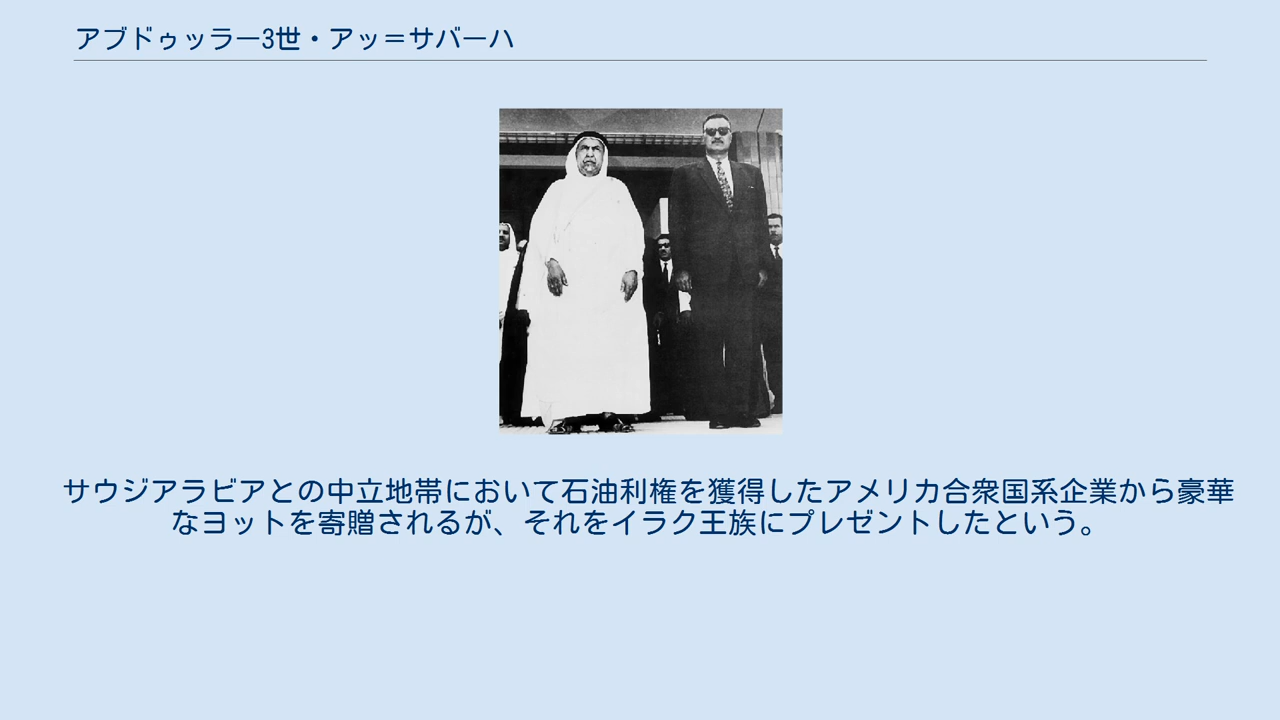 アブドゥッラー3世・アッ＝サバーハ
サウジアラビアとの中立地帯において石油利権を獲得したアメリカ合衆国系企業から豪華
なヨットを寄贈されるが、それをイラク王族にプレゼントしたという。